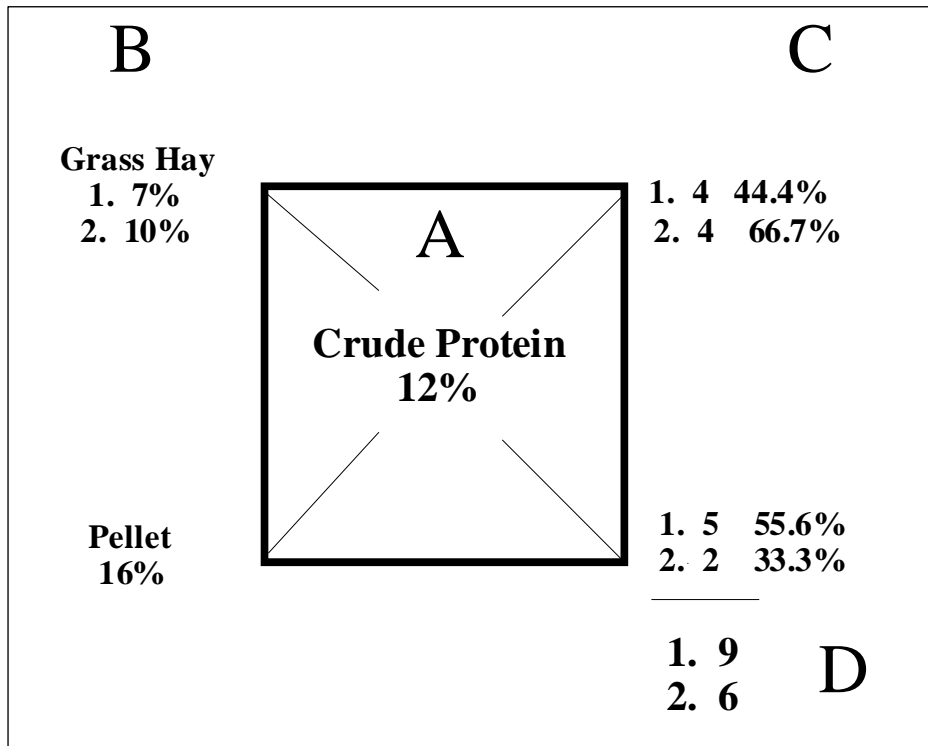 B
C
Grass Hay
1. 7%
2. 10%
1. 4 44.4%
2. 4 66.7%
A
Crude Protein
12%
Pellet
16%
1. 5 55.6%
2. 2 33.3%
1. 9
2. 6
D